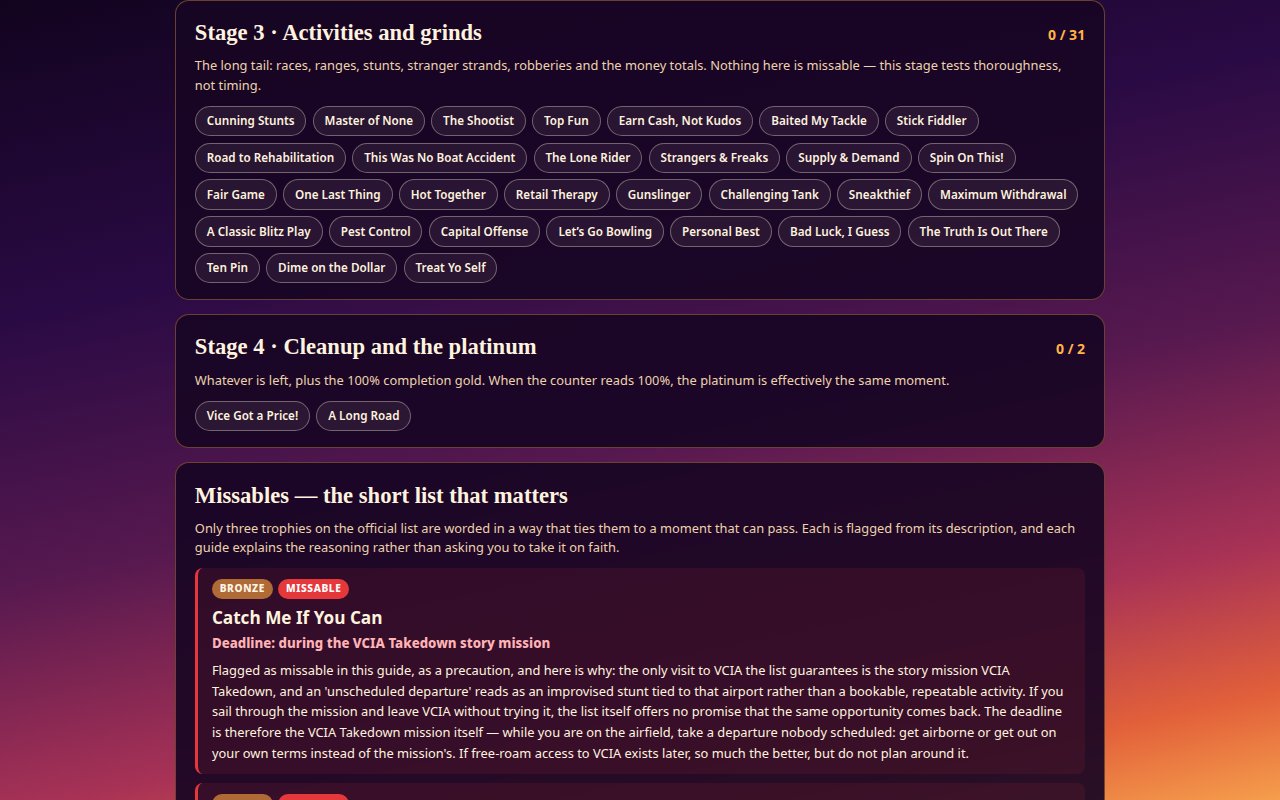 Stage 3 · Activities and grinds
0 / 31
The long tail: races, ranges, stunts, stranger strands, robberies and the money totals. Nothing here is missable — this stage tests thoroughness,
not timing.
Cunning Stunts Master of None The Shootist Top Fun Earn Cash, Not Kudos Baited My Tackle Stick Fiddler
Road to Rehabilitation This Was No Boat Accident The Lone Rider Strangers & Freaks Supply & Demand Spin On This!
Fair Game One Last Thing Hot Together Retail Therapy Gunslinger Challenging Tank Sneakthief Maximum Withdrawal
A Classic Blitz Play Pest Control Capital Offense Let’s Go Bowling Personal Best Bad Luck, I Guess The Truth Is Out There
Ten Pin Dime on the Dollar Treat Yo Self
Stage 4 · Cleanup and the platinum
0 / 2
Whatever is left, plus the 100% completion gold. When the counter reads 100%, the platinum is effectively the same moment.
Vice Got a Price! A Long Road
Missables — the short list that matters
Only three trophies on the official list are worded in a way that ties them to a moment that can pass. Each is flagged from its description, and each
guide explains the reasoning rather than asking you to take it on faith.
BRONZE MISSABLE
Catch Me If You Can
Deadline: during the VCIA Takedown story mission
Flagged as missable in this guide, as a precaution, and here is why: the only visit to VCIA the list guarantees is the story mission VCIA
Takedown, and an 'unscheduled departure' reads as an improvised stunt tied to that airport rather than a bookable, repeatable activity. If you
sail through the mission and leave VCIA without trying it, the list itself offers no promise that the same opportunity comes back. The deadline
is therefore the VCIA Takedown mission itself — while you are on the airfield, take a departure nobody scheduled: get airborne or get out on
your own terms instead of the mission's. If free-roam access to VCIA exists later, so much the better, but do not plan around it.